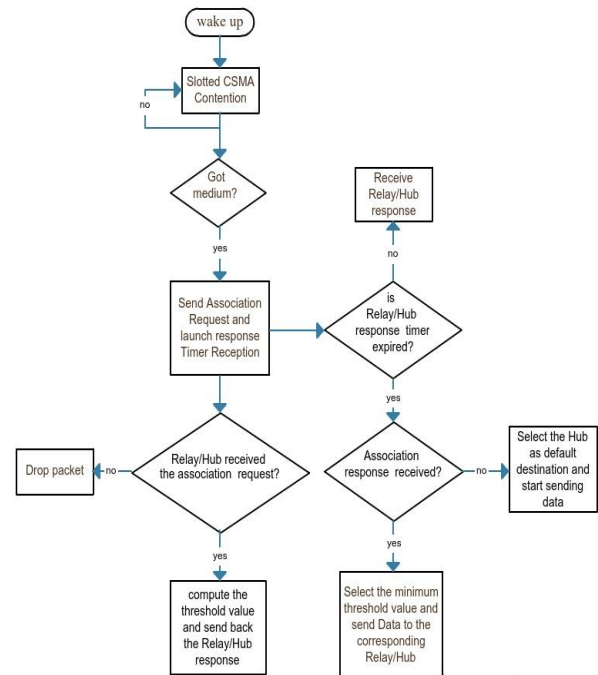 wake up
Slotted CSMA
Contention
no
Got
medium?
yes
Receive
Relay/Hub
response
no
Send Association
Request and
launch response
Timer Reception
is
Relay/Hub
response timer
expired?
yes
Drop packet
no
Relay/Hub received
the association request?
Association
response received?
no
Select the Hub
as default
destination and
start sending
data
yes
yes
compute the
threshold value
and send back
the Relay/Hub
response
Select the minimum
threshold value and
send Data to the
corresponding
Relay/Hub